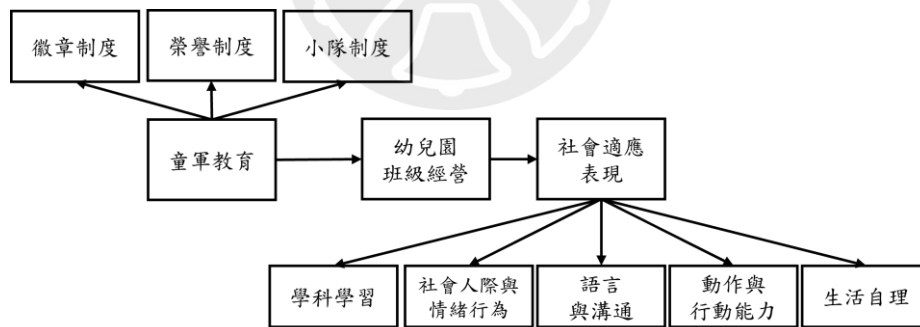 徽章制度
榮譽制度
小隊制度
童軍教育
幼兒園
班級經營
社會適應
表現
學科學習
社會人際與
情緒行為
語言
與溝通
動作與
行動能力
生活自理